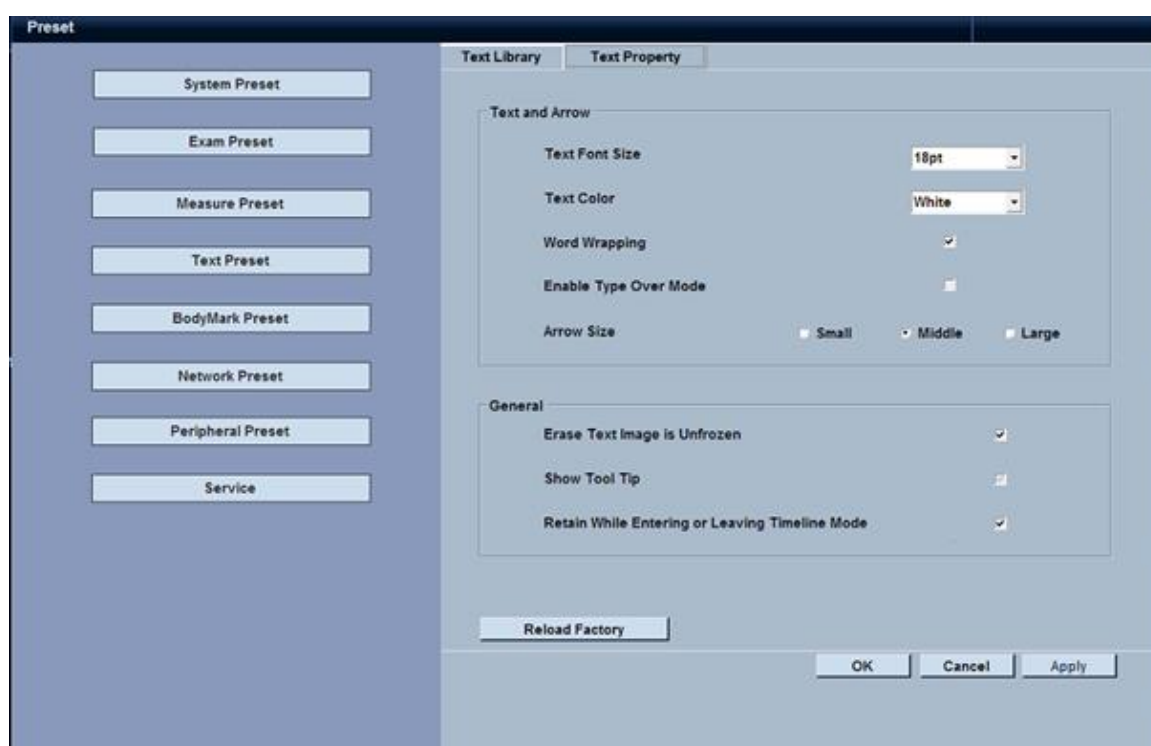 Preset
System Preset
Exam Preset
Measure Preset
Text Preset
BodyMark Preset
Network Preset
Peripheral Preset
Service
Text Library Text Property
Text and Arrow
Text Font Size 18pt
Text Color White
Word Wrapping
Enable Type Over Mode
Arrow Size Small Middle Large
General
Erase Text Image is Unfrozen
Show Tool Tip
Retain While Entering or Leaving Timeline Mode
Reload Factory
OK Cancel Apply